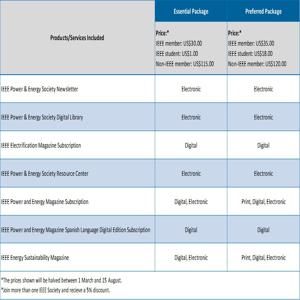 Essential Package Preferred Package
Products/Services Included
Price:* Price:*
IEEE member: US$30.00 IEEE member: US$35.00
IEEE student: US$1.00 IEEE student: US$18.00
Non-IEEE member: US$115.00 Non-IEEE member: US$120.00
IEEE Power & Energy Society Newsletter Electronic Electronic
IEEE Power & Energy Society Digital Library Electronic Electronic
IEEE Electrification Magazine Subscription Digital Digital
IEEE Power & Energy Society Resource Center Electronic Electronic
IEEE Power and Energy Magazine Subscription Digital, Electronic Print, Digital, Electronic
IEEE Power and Energy Magazine Spanish Language Digital Edition Subscription Digital Digital
IEEE Energy Sustainability Magazine Digital, Electronic Print, Digital, Electronic
*The prices shown will be halved between 1 March and 15 August.
*Join more than one IEEE Society and recieve a 5% discount.